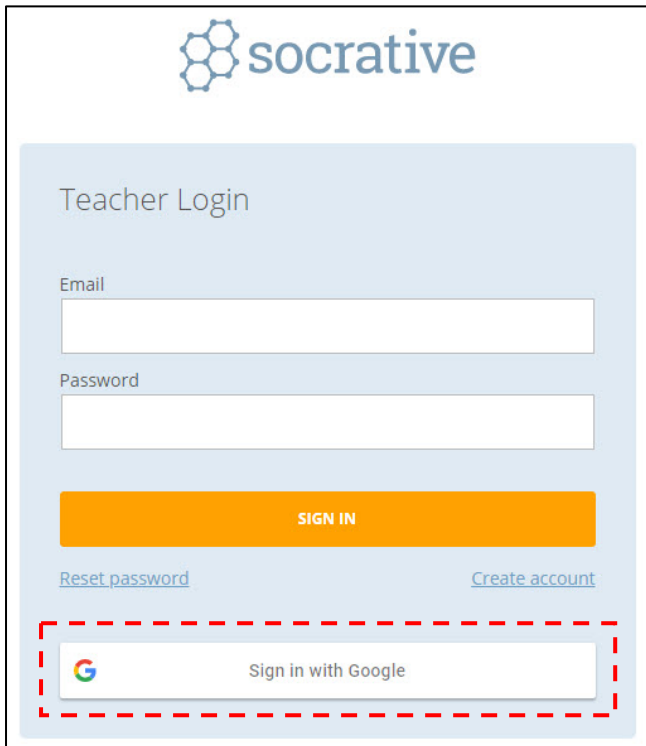 socrative
Teacher Login
Email
Password
SIGN IN
Reset password Create account
Sign in with Google